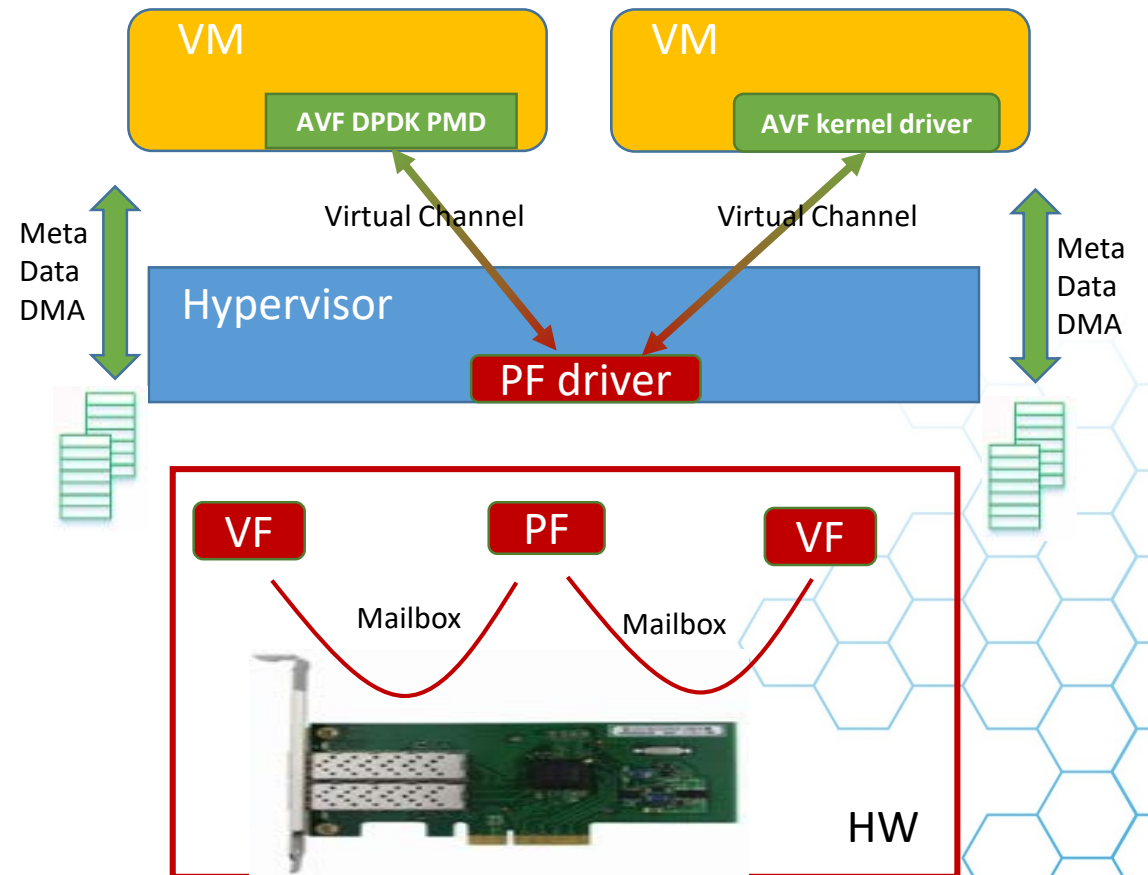 VM
VM
AVF DPDK PMD
AVF kernel driver
Virtual Channel
Virtual Channel
Meta
Data
DMA
Meta
Data
DMA
Hypervisor
PF driver
VF
PF
VF
Mailbox
Mailbox
HW